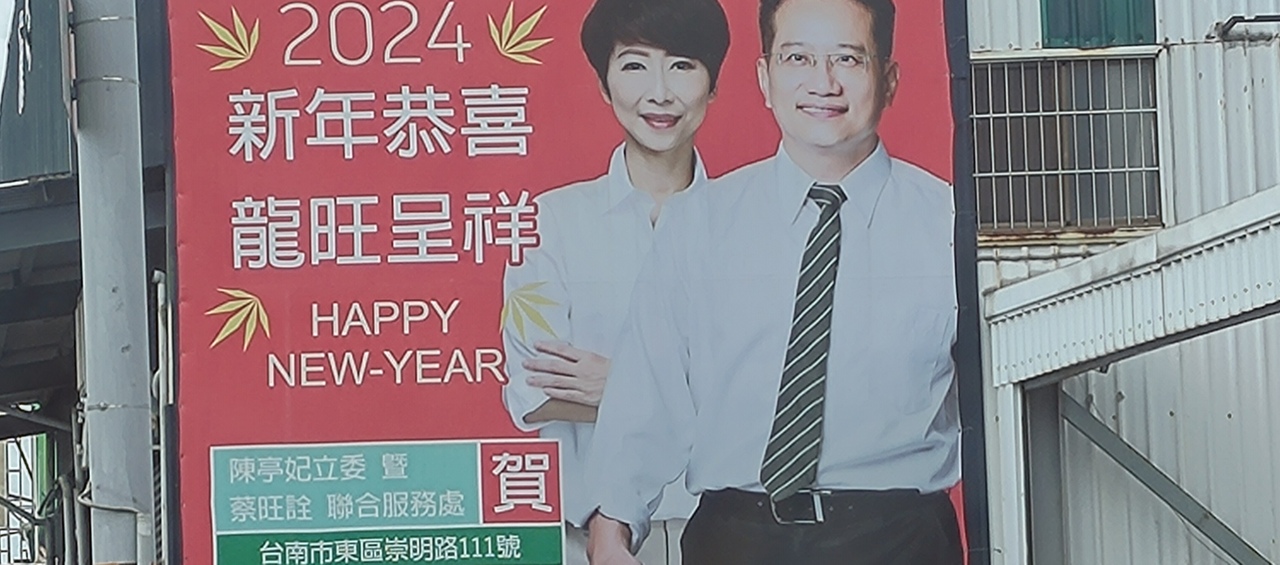 2024
新年恭喜
龍旺呈祥
HAPPY
NEW-YEAR
陳亭妃立委 暨
蔡旺詮 聯合服務處
賀
台南市東區崇明路111號